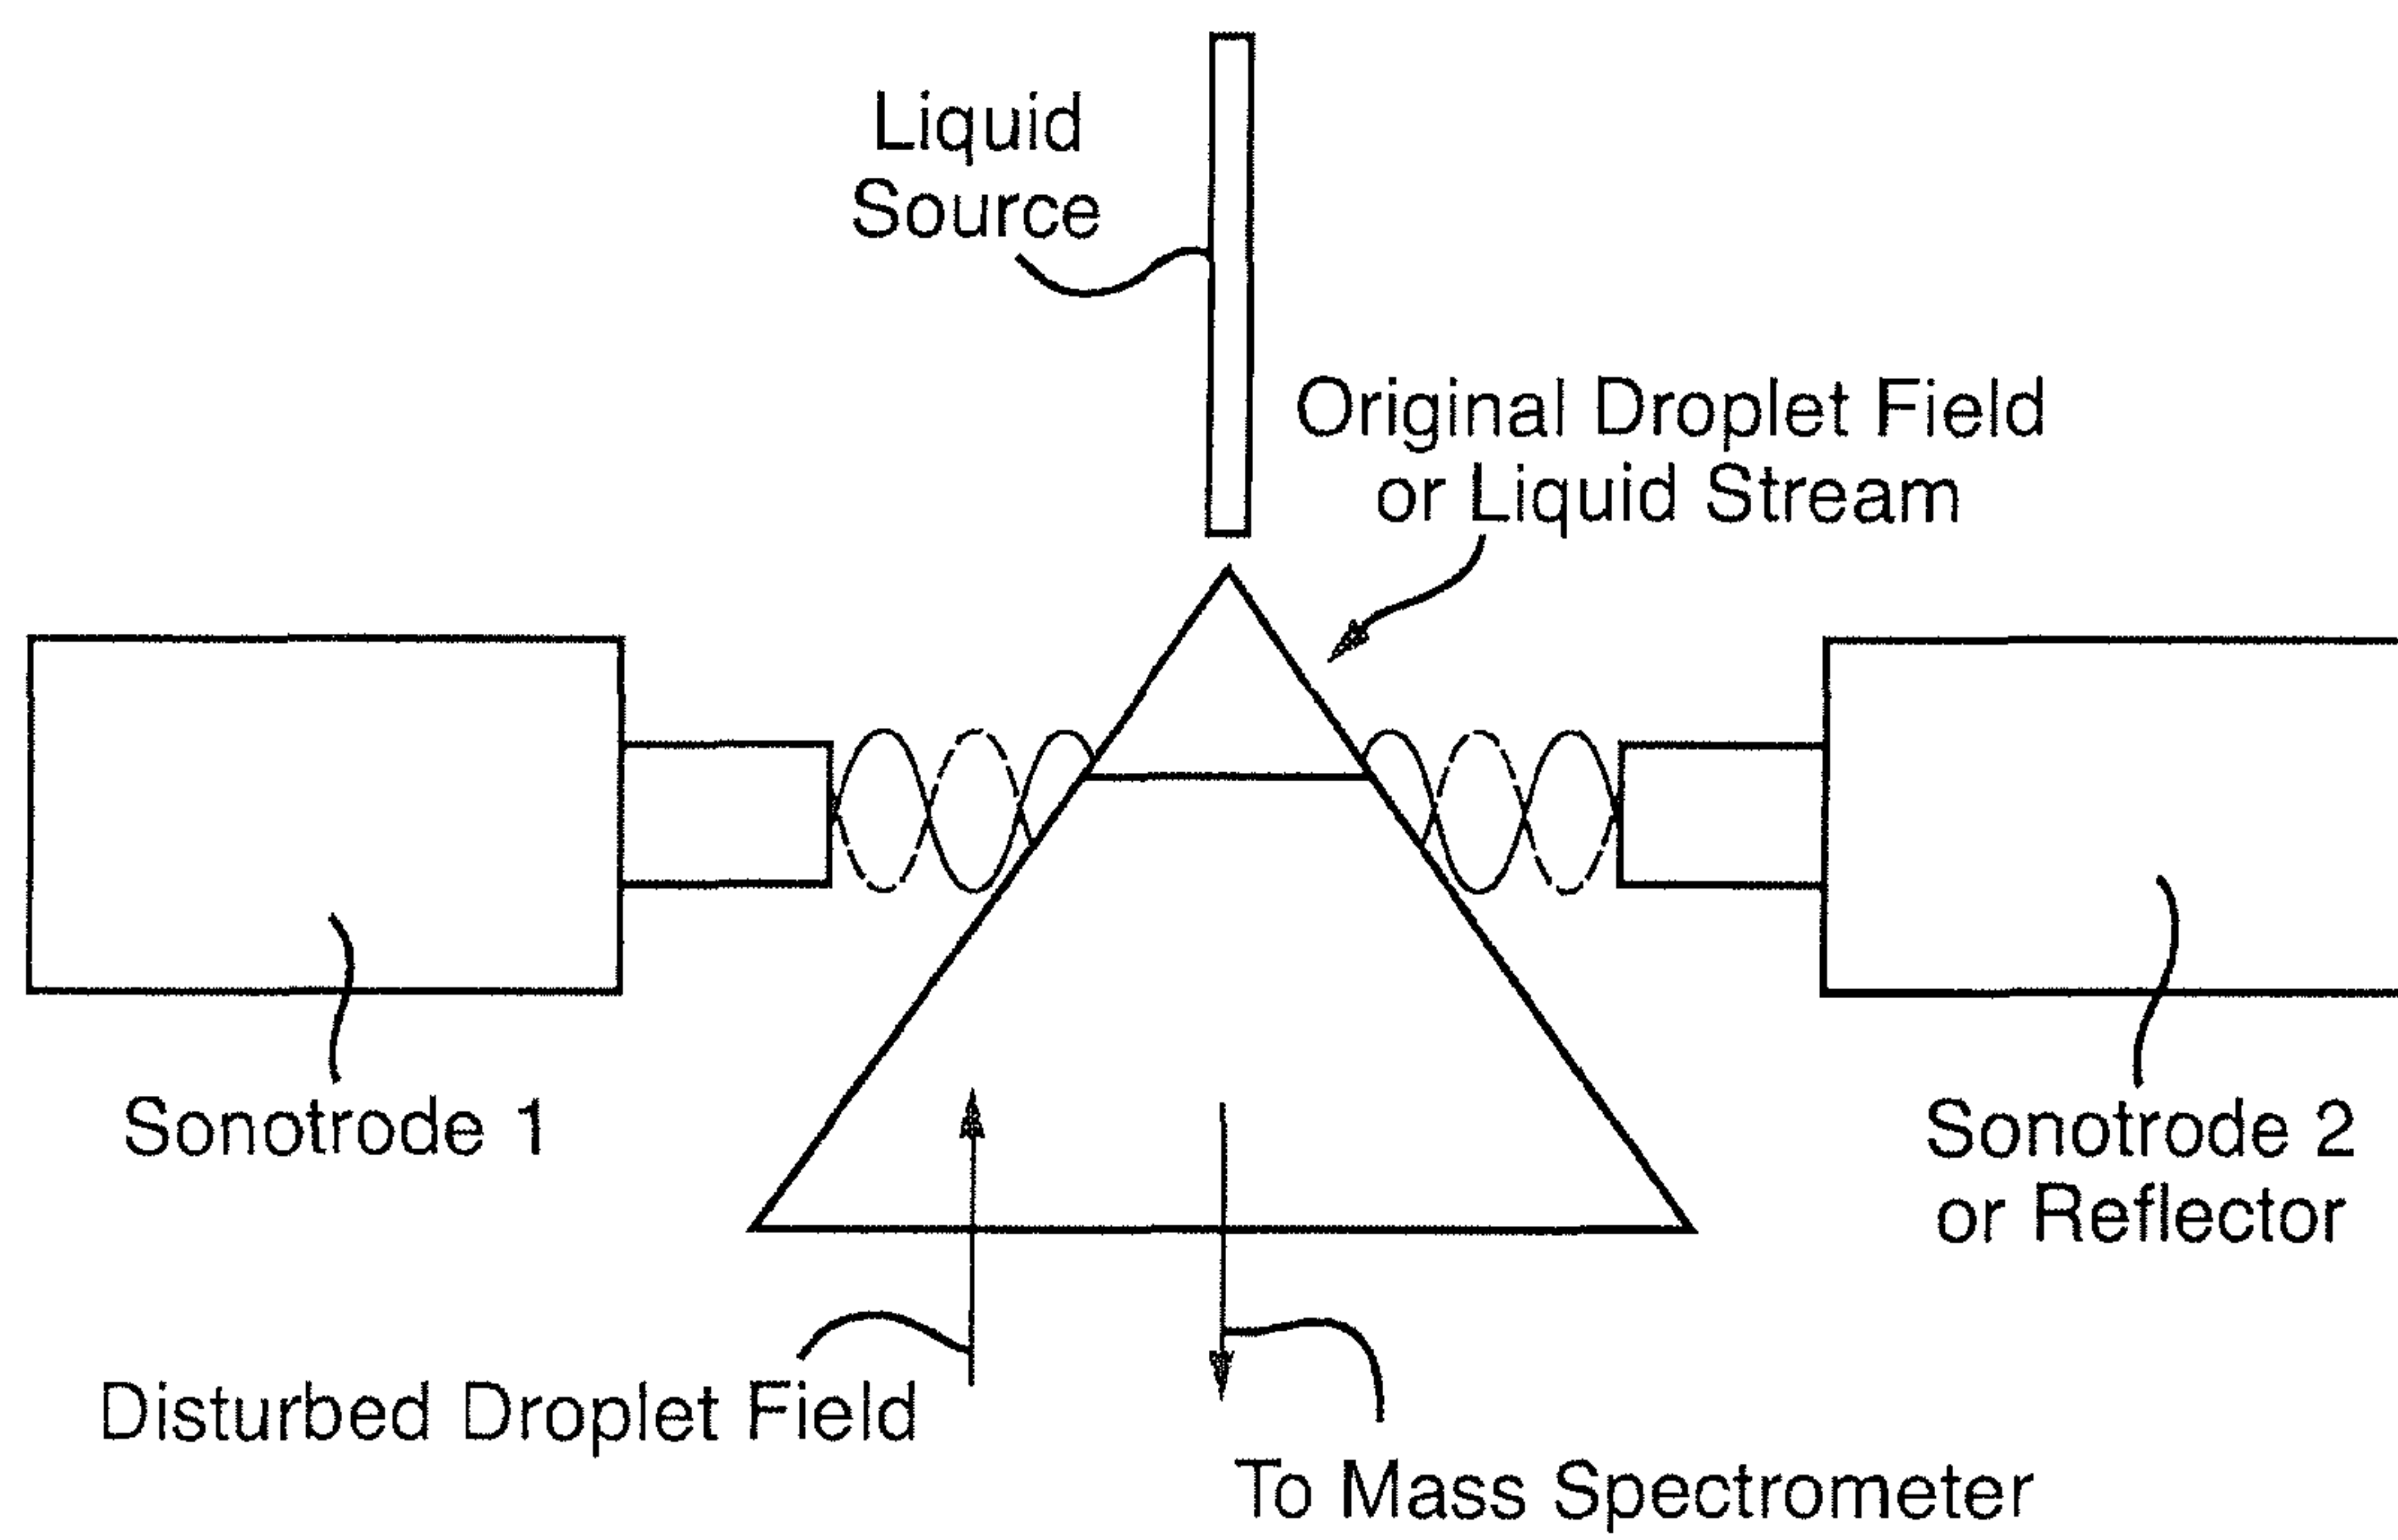 Liquid
Source
Original Droplet Field
or Liquid Stream
Sonotrode 1
Sonotrode 2
or Reflector
Disturbed Droplet Field
To Mass Spectrometer